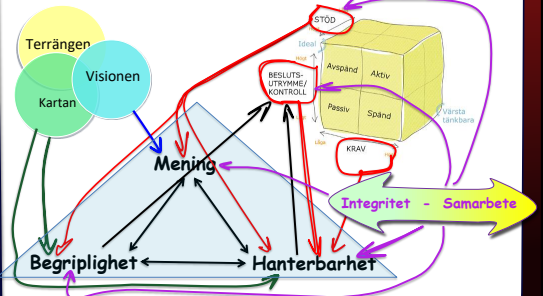 STÖD
Terrängen
Ideal
Visionen
Kartan
BESLUTS-
UTRYMME/
KONTROLL
Avspänd
Aktiv
Passiv
Spänd
Värsta
tänkbara
Låga
KRAV
Mening
Integritet - Samarbete
Begriplighet
Hanterbarhet